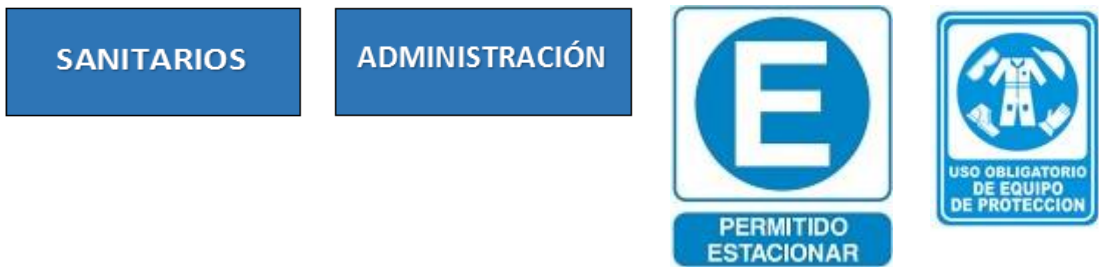 SANITARIOS
ADMINISTRACIÓN
E
PERMITIDO
ESTACIONAR
USO OBLIGATORIO
DE EQUIPO
DE PROTECCION